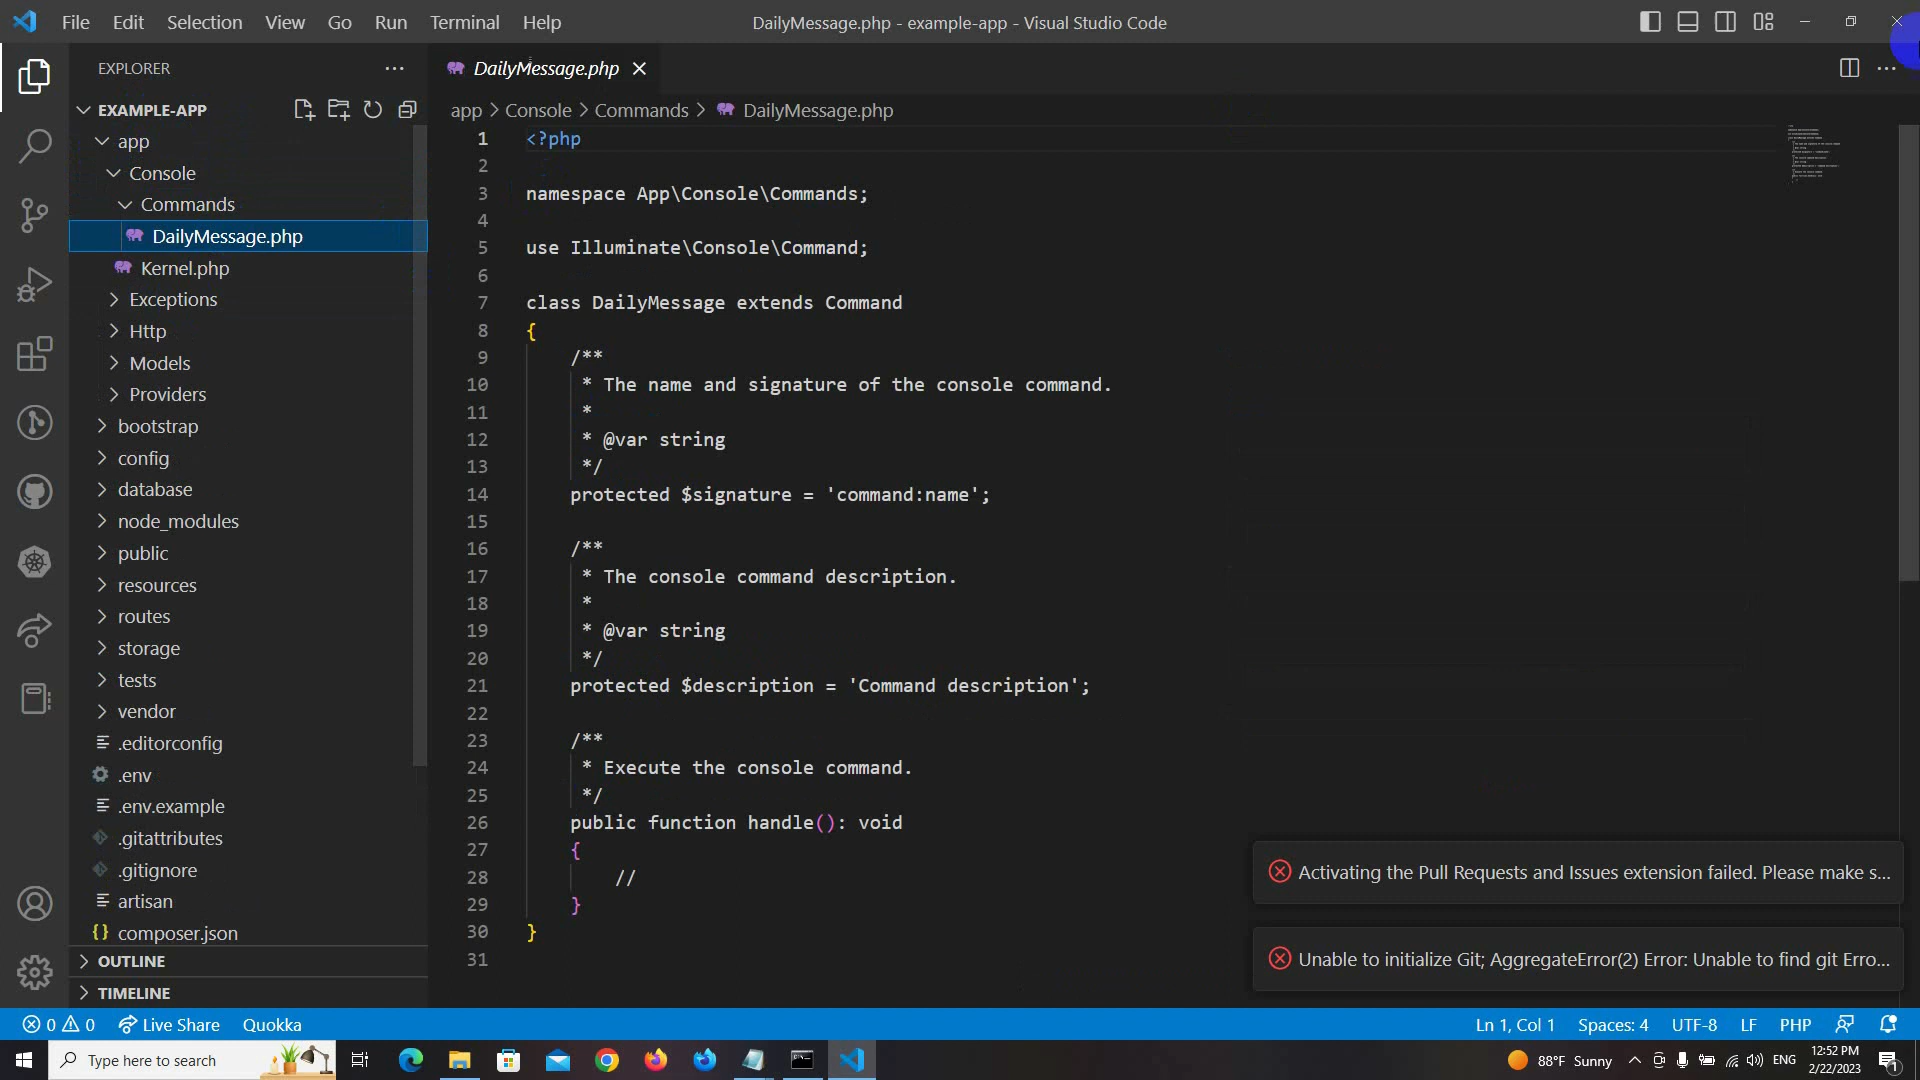 File Edit Selection View Go Run Terminal Help
DailyMessage.php - example-app - Visual Studio Code
EXPLORER
EXAMPLE-APP
app
Console
Commands
DailyMessage.php
Kernel.php
Exceptions
Http
Models
Providers
bootstrap
config
database
node_modules
public
resources
routes
storage
tests
vendor
.editorconfig
.env
.env.example
.gitattributes
.gitignore
artisan
composer.json
OUTLINE
TIMELINE
DailyMessage.php
app > Console > Commands > DailyMessage.php
1 <?php
2
3 namespace App\Console\Commands;
4
5 use Illuminate\Console\Command;
6
7 class DailyMessage extends Command
8 {
9 /**
10 * The name and signature of the console command.
11 *
12 * @var string
13 */
14 protected $signature = 'command:name';
15
16 /**
17 * The console command description.
18 *
19 * @var string
20 */
21 protected $description = 'Command description';
22
23 /**
24 * Execute the console command.
25 */
26 public function handle(): void
27 {
28 //
29 }
30 }
31
Activating the Pull Requests and Issues extension failed. Please make s...
Unable to initialize Git; AggregateError(2) Error: Unable to find git Erro...
0 0 Live Share Quokka
Ln 1, Col 1 Spaces: 4 UTF-8 LF PHP
Type here to search
88°F Sunny
ENG
12:52 PM
2/22/2023
1